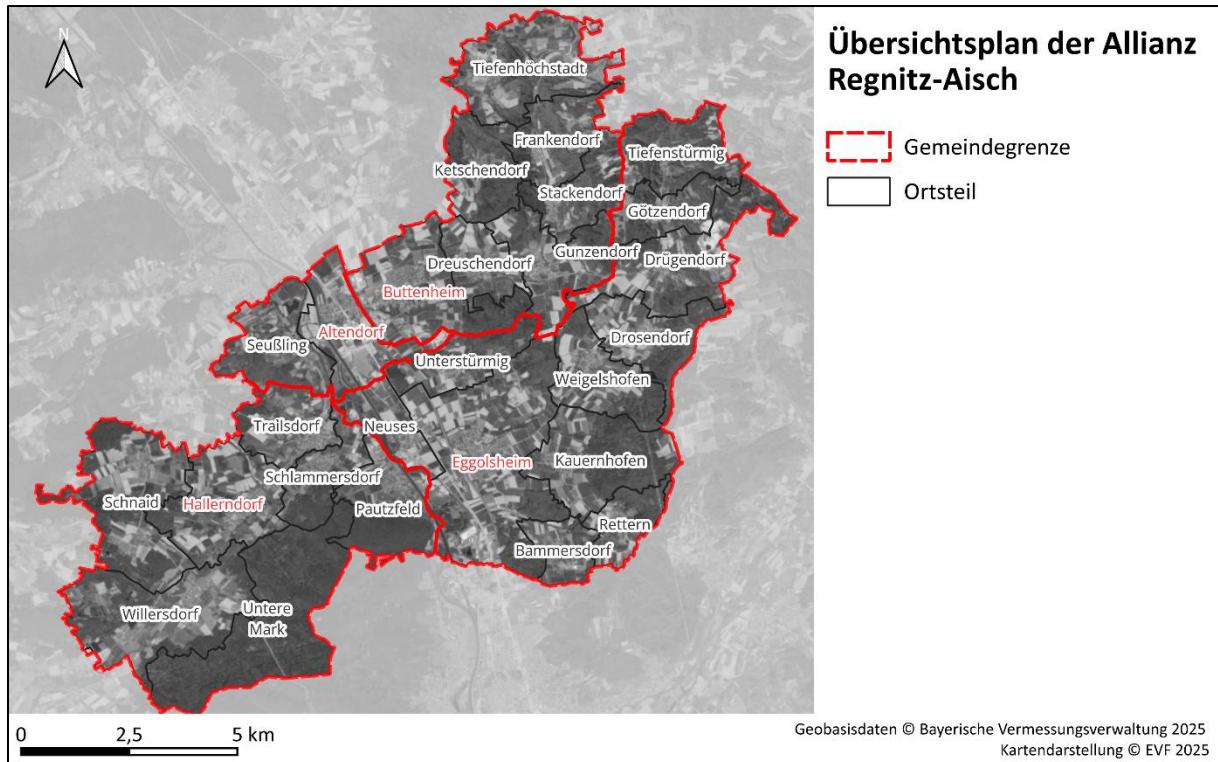 N
Übersichtsplan der Allianz
Regnitz-Aisch
Gemeindegrenze
Ortsteil
Tiefenhöchstadt
Frankendorf
Tiefenstürmig
Ketschendorf
Stackendorf
Götzendorf
Gunzendorf
Drügendorf
Dreuschendorf
Buttenheim
Altendorf
Seußling
Drosendorf
Unterstürmig
Weigelshofen
Trailsdorf
Neuses
Eggolsheim
Kauernhofen
Schlammersdorf
Schnaid
Hallerndorf
Pautzfeld
Rettern
Bammersdorf
Willersdorf
Untere
Mark
0 2,5 5 km
Geobasisdaten © Bayerische Vermessungsverwaltung 2025
Kartendarstellung © EVF 2025